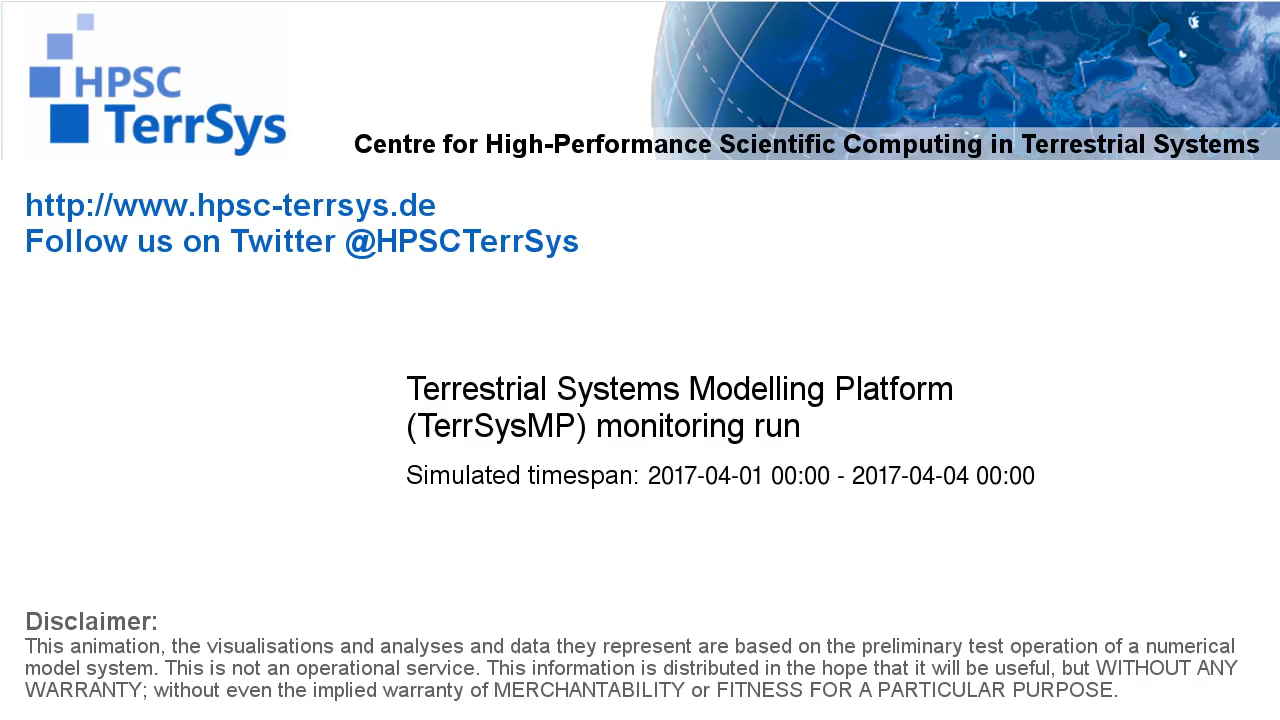 HPSC
TerrSys
Centre for High-Performance Scientific Computing in Terrestrial Systems
http://www.hpsc-terrsys.de
Follow us on Twitter @HPSCTerrSys
Terrestrial Systems Modelling Platform
(TerrSysMP) monitoring run
Simulated timespan: 2017-04-01 00:00 - 2017-04-04 00:00
Disclaimer:
This animation, the visualisations and analyses and data they represent are based on the preliminary test operation of a numerical
model system. This is not an operational service. This information is distributed in the hope that it will be useful, but WITHOUT ANY
WARRANTY; without even the implied warranty of MERCHANTABILITY or FITNESS FOR A PARTICULAR PURPOSE.